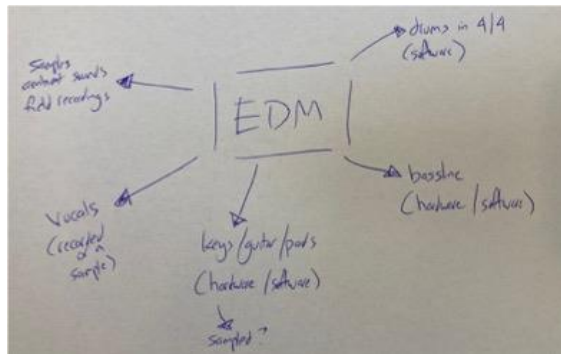 samples
ambient sounds
field recordings
drums in 4/4
(software)
EDM
vocals
(recorded
or a
sample)
keys/guitar/pads
(hardware/software)
sampled?
bassline
(hardware/software)